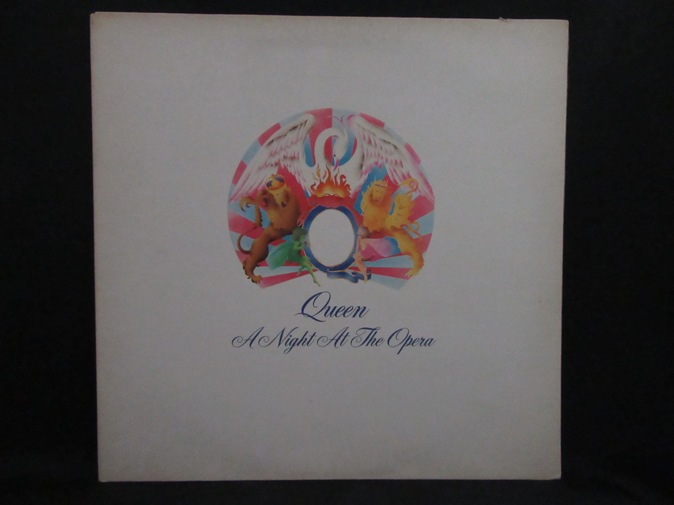 Queen
A Night At The Opera